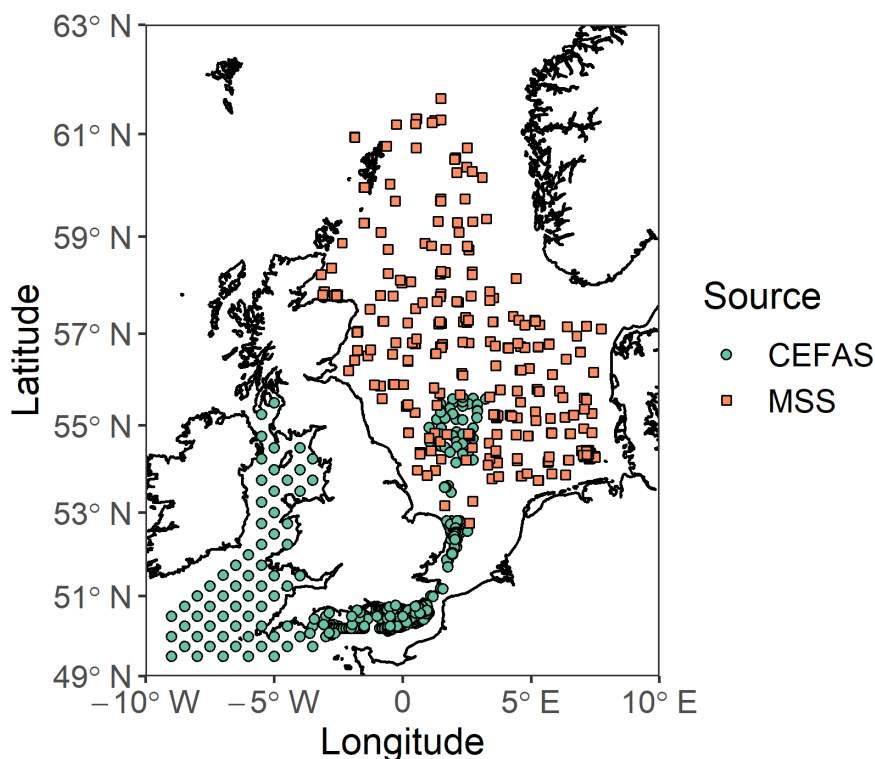 63° N
61° N
59° N
57° N
55° N
53° N
51° N
49° N
Latitude
−10° W
−5° W
0
5° E
10° E
Longitude
Source
CEFAS
MSS